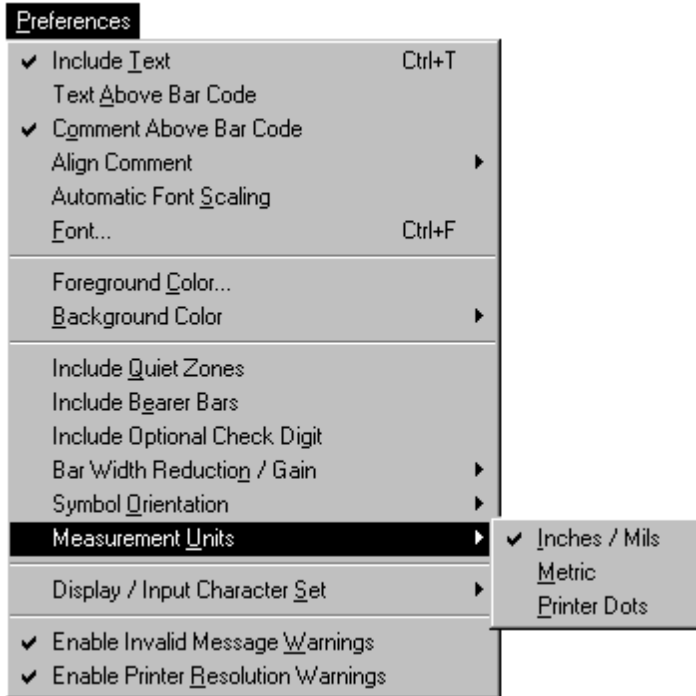 Preferences
Include Text Ctrl+T
Text Above Bar Code
Comment Above Bar Code
Align Comment
Automatic Font Scaling
Font... Ctrl+F
Foreground Color...
Background Color
Include Quiet Zones
Include Bearer Bars
Include Optional Check Digit
Bar Width Reduction / Gain
Symbol Orientation
Measurement Units
Inches / Mils
Metric
Printer Dots
Display / Input Character Set
Enable Invalid Message Warnings
Enable Printer Resolution Warnings